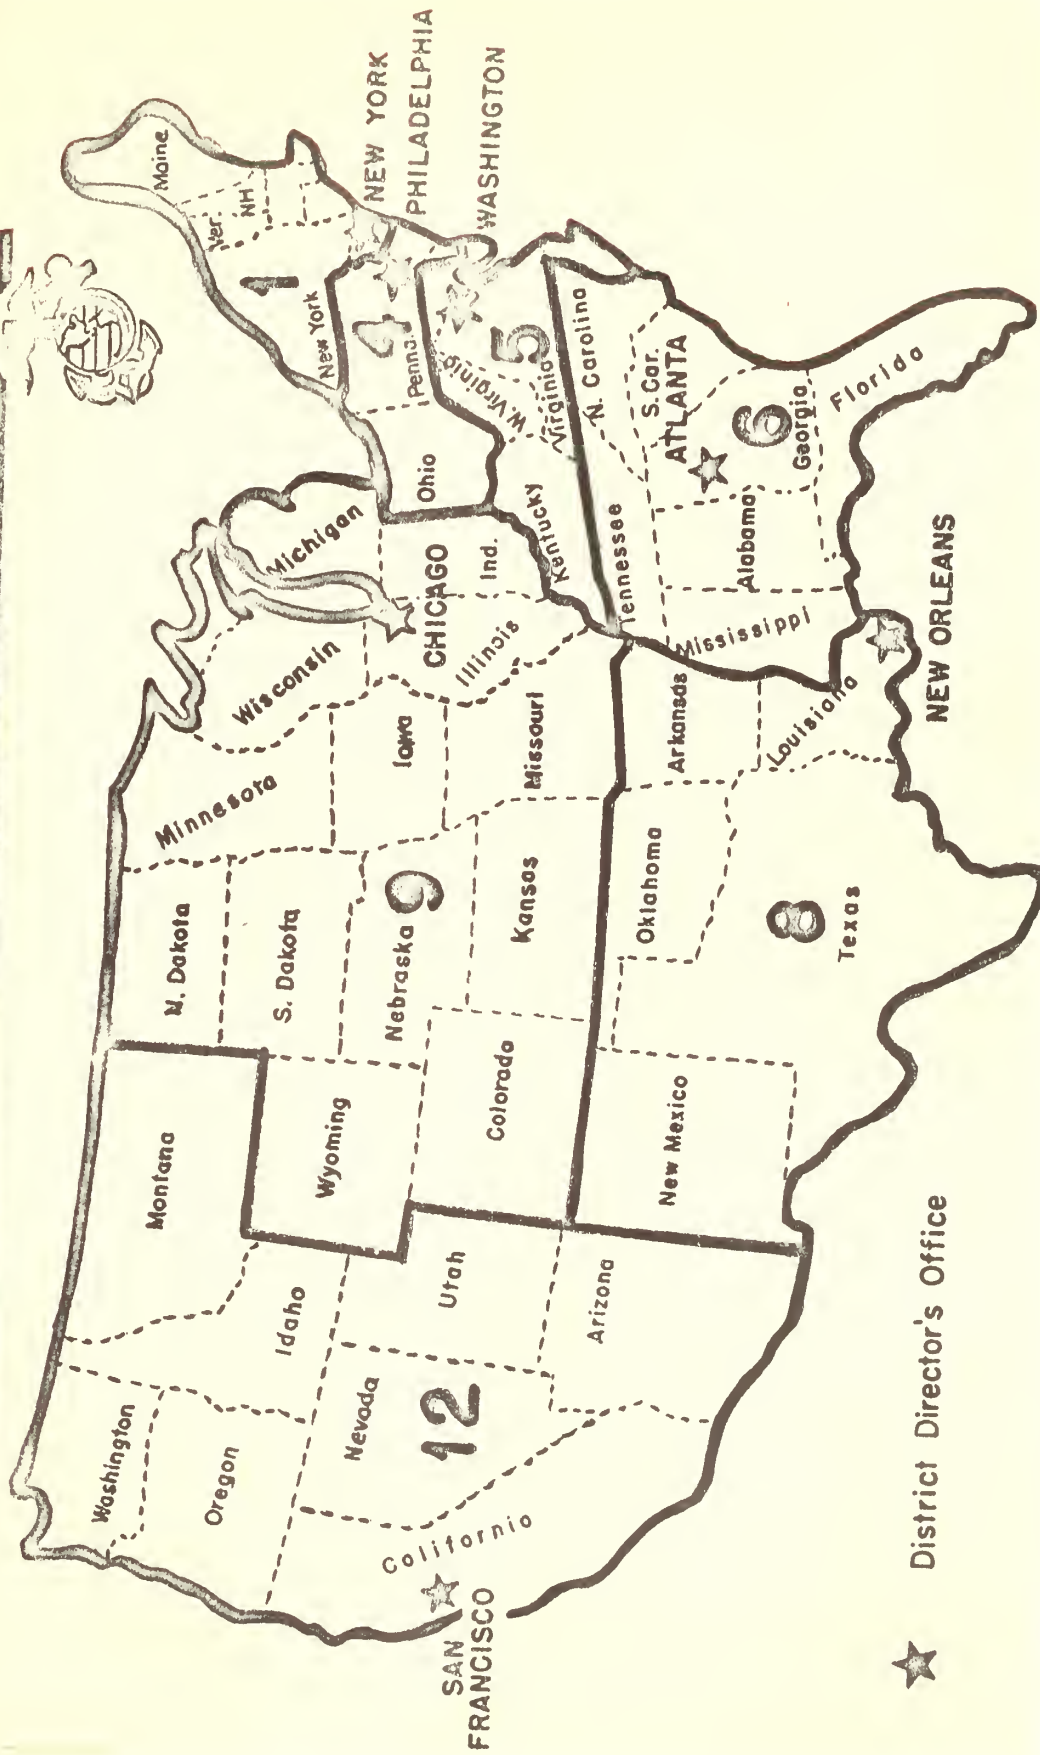 Maine
Ver.
NH
1
New York
NEW YORK
PHILADELPHIA
WASHINGTON
4
Penna.
Ohio
W. Virginia
5
Virginia
Kentucky
N. Carolina
Tennessee
S. Car.
ATLANTA
6
Georgia
Florida
Alabama
Mississippi
Michigan
CHICAGO
Ind.
Illinois
Wisconsin
Minnesota
Iowa
Missouri
Arkansas
Louisiana
NEW ORLEANS
N. Dakota
S. Dakota
Nebraska
9
Kansas
Oklahoma
8
Texas
Montana
Wyoming
Colorado
New Mexico
Idaho
Utah
Arizona
Washington
Oregon
Nevada
12
California
SAN
FRANCISCO
District Director's Office